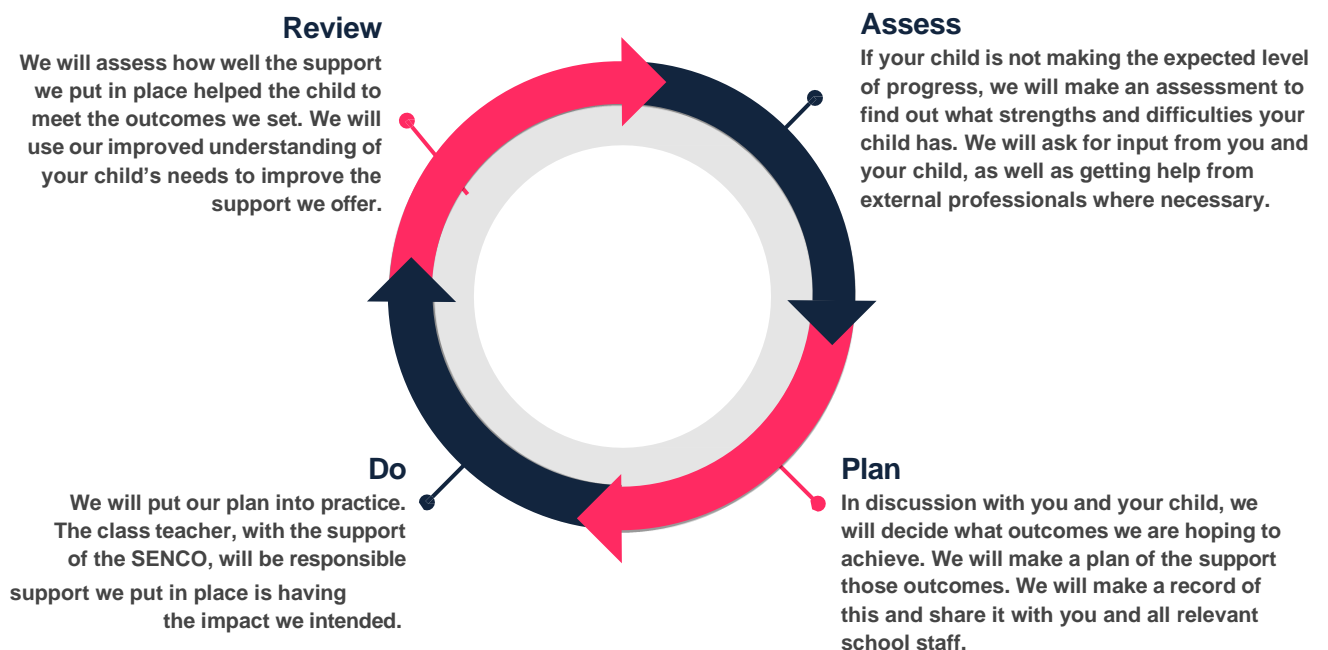 Review
We will assess how well the support
we put in place helped the child to
meet the outcomes we set. We will
use our improved understanding of
your child’s needs to improve the
support we offer.
Assess
If your child is not making the expected level
of progress, we will make an assessment to
find out what strengths and difficulties your
child has. We will ask for input from you and
your child, as well as getting help from
external professionals where necessary.
Do
We will put our plan into practice.
The class teacher, with the support
of the SENCO, will be responsible
support we put in place is having
the impact we intended.
Plan
In discussion with you and your child, we
will decide what outcomes we are hoping to
achieve. We will make a plan of the support
those outcomes. We will make a record of
this and share it with you and all relevant
school staff.